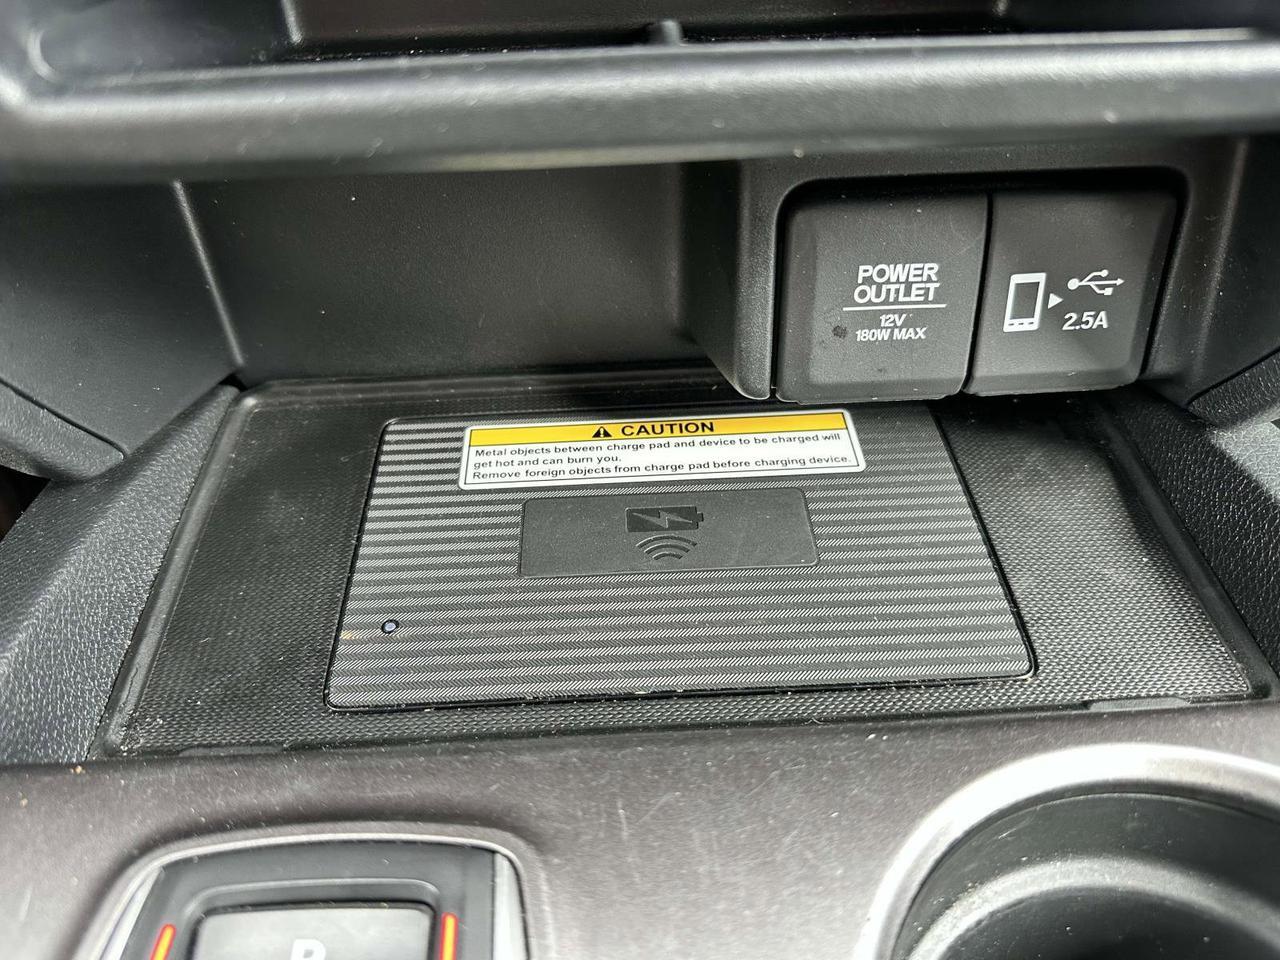 POWER
OUTLET
12V
180W MAX
2.5A
CAUTION
Metal objects between charge pad and device to be charged will
get hot and can burn you.
Remove foreign objects from charge pad before charging device.
P